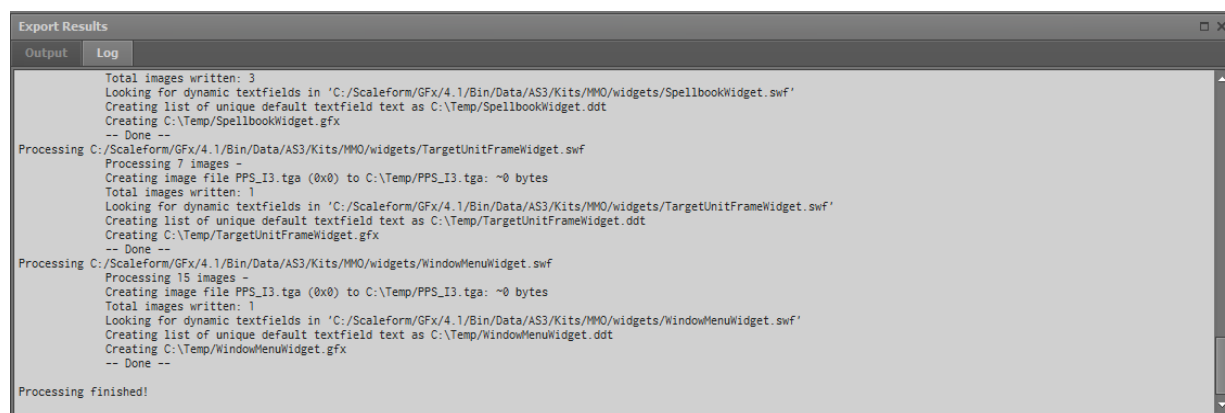 Export Results
Output Log
Total images written: 3
Looking for dynamic textfields in 'C:/Scaleform/GFx/4.1/Bin/Data/AS3/Kits/MMO/widgets/SpellbookWidget.swf'
Creating list of unique default textfield text as C:\Temp/SpellbookWidget.ddt
Creating C:\Temp/SpellbookWidget.gfx
-- Done --
Processing C:/Scaleform/GFx/4.1/Bin/Data/AS3/Kits/MMO/widgets/TargetUnitFrameWidget.swf
Processing 7 images -
Creating image file PPS_I3.tga (0x0) to C:\Temp/PPS_I3.tga: ~0 bytes
Total images written: 1
Looking for dynamic textfields in 'C:/Scaleform/GFx/4.1/Bin/Data/AS3/Kits/MMO/widgets/TargetUnitFrameWidget.swf'
Creating list of unique default textfield text as C:\Temp/TargetUnitFrameWidget.ddt
Creating C:\Temp/TargetUnitFrameWidget.gfx
-- Done --
Processing C:/Scaleform/GFx/4.1/Bin/Data/AS3/Kits/MMO/widgets/WindowMenuWidget.swf
Processing 15 images -
Creating image file PPS_I3.tga (0x0) to C:\Temp/PPS_I3.tga: ~0 bytes
Total images written: 1
Looking for dynamic textfields in 'C:/Scaleform/GFx/4.1/Bin/Data/AS3/Kits/MMO/widgets/WindowMenuWidget.swf'
Creating list of unique default textfield text as C:\Temp/WindowMenuWidget.ddt
Creating C:\Temp/WindowMenuWidget.gfx
-- Done --
Processing finished!